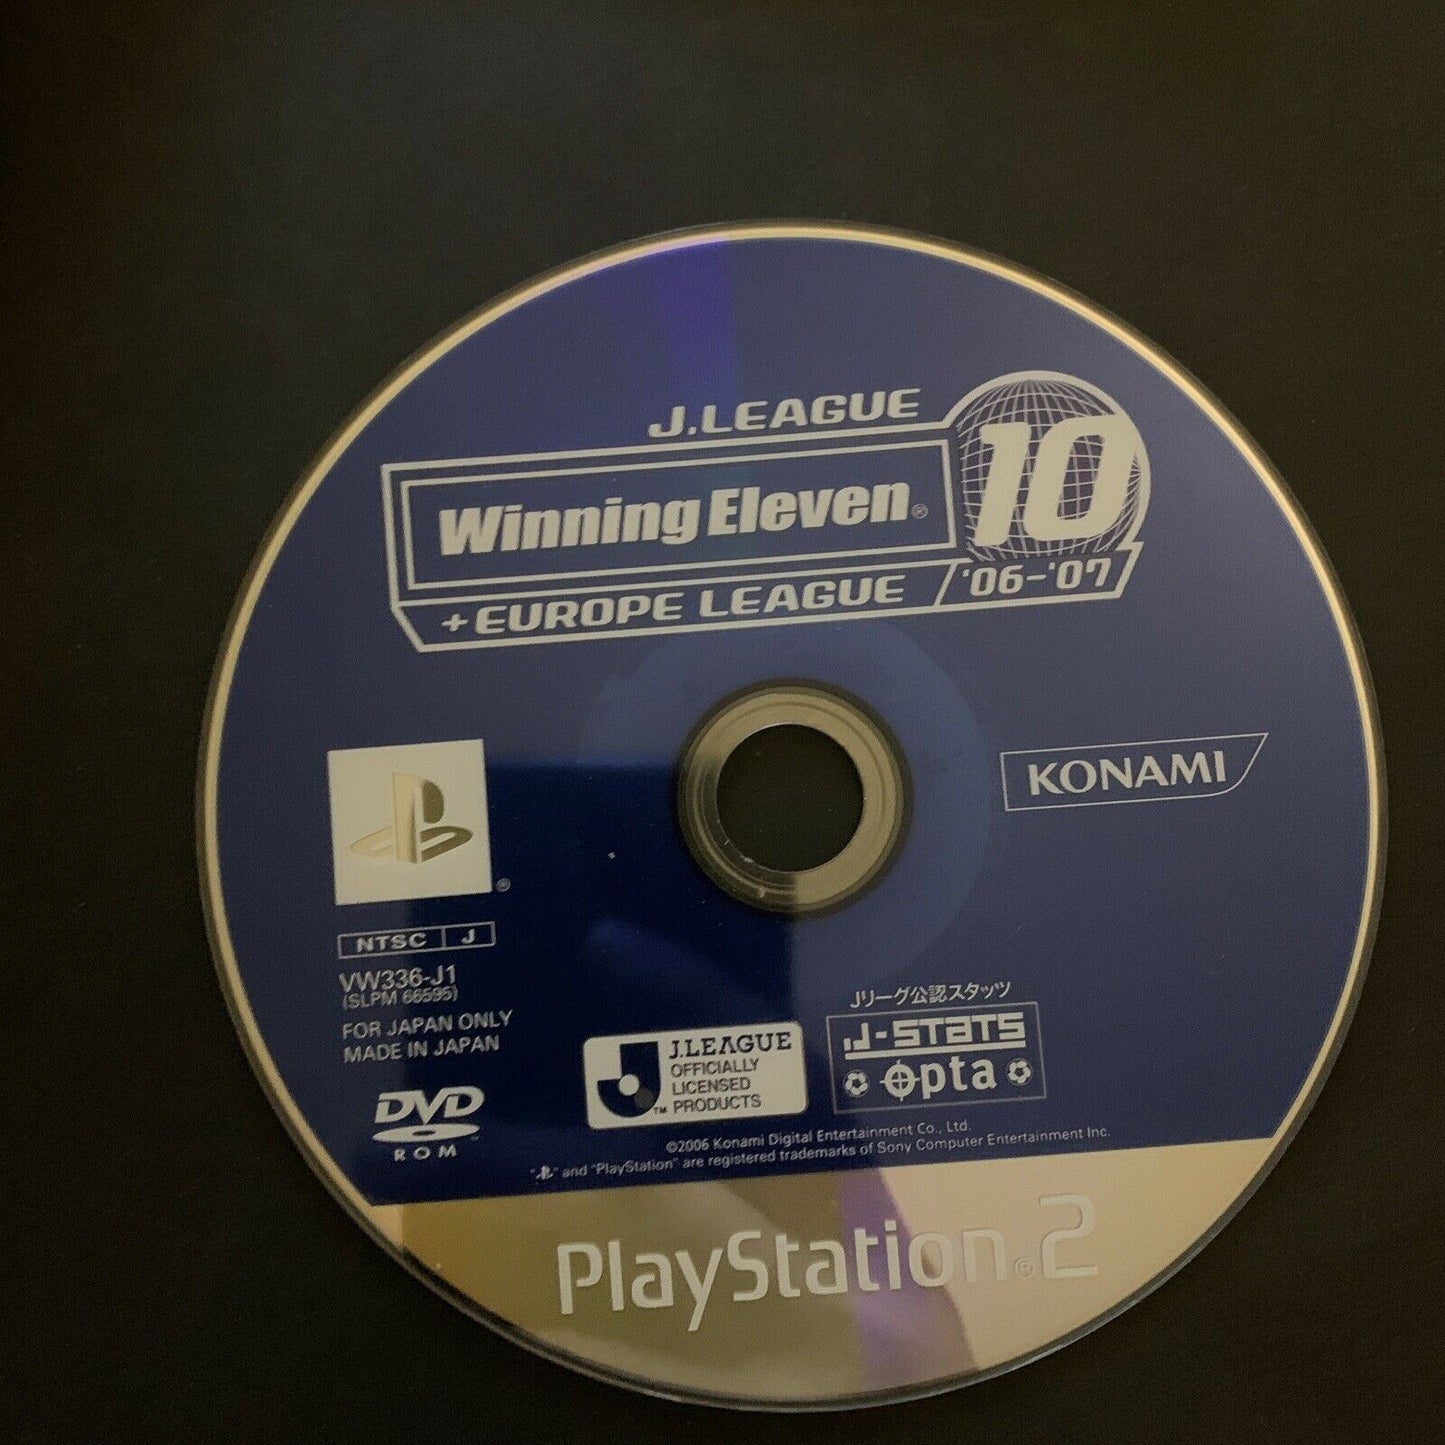 J.LEAGUE
Winning Eleven® 10
+EUROPE LEAGUE / '06-'07
KONAMI
®
NTSC J
VW336-J1
(SLPM 66595)
FOR JAPAN ONLY
MADE IN JAPAN
DVD™
ROM
J.LEAGUE
OFFICIALLY
LICENSED
PRODUCTS
™
Jリーグ公認スタッツ
J-STATS
Opta
©2006 Konami Digital Entertainment Co., Ltd.
" " and "PlayStation" are registered trademarks of Sony Computer Entertainment Inc.
PlayStation®2